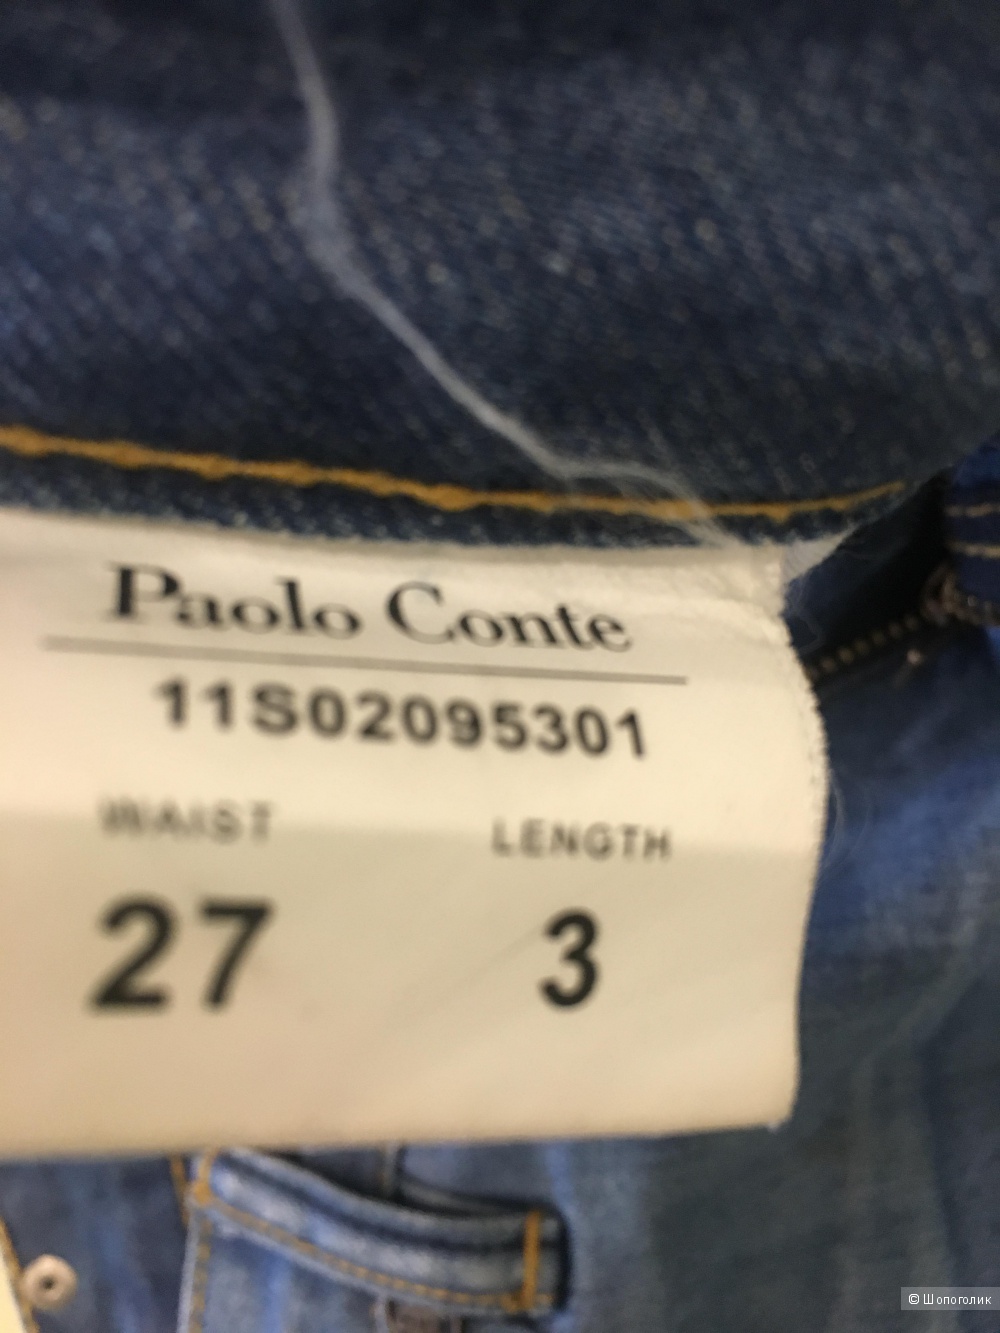 Paolo Conte
11S02095301
WAIST LENGTH
27 3
© Шопоголик